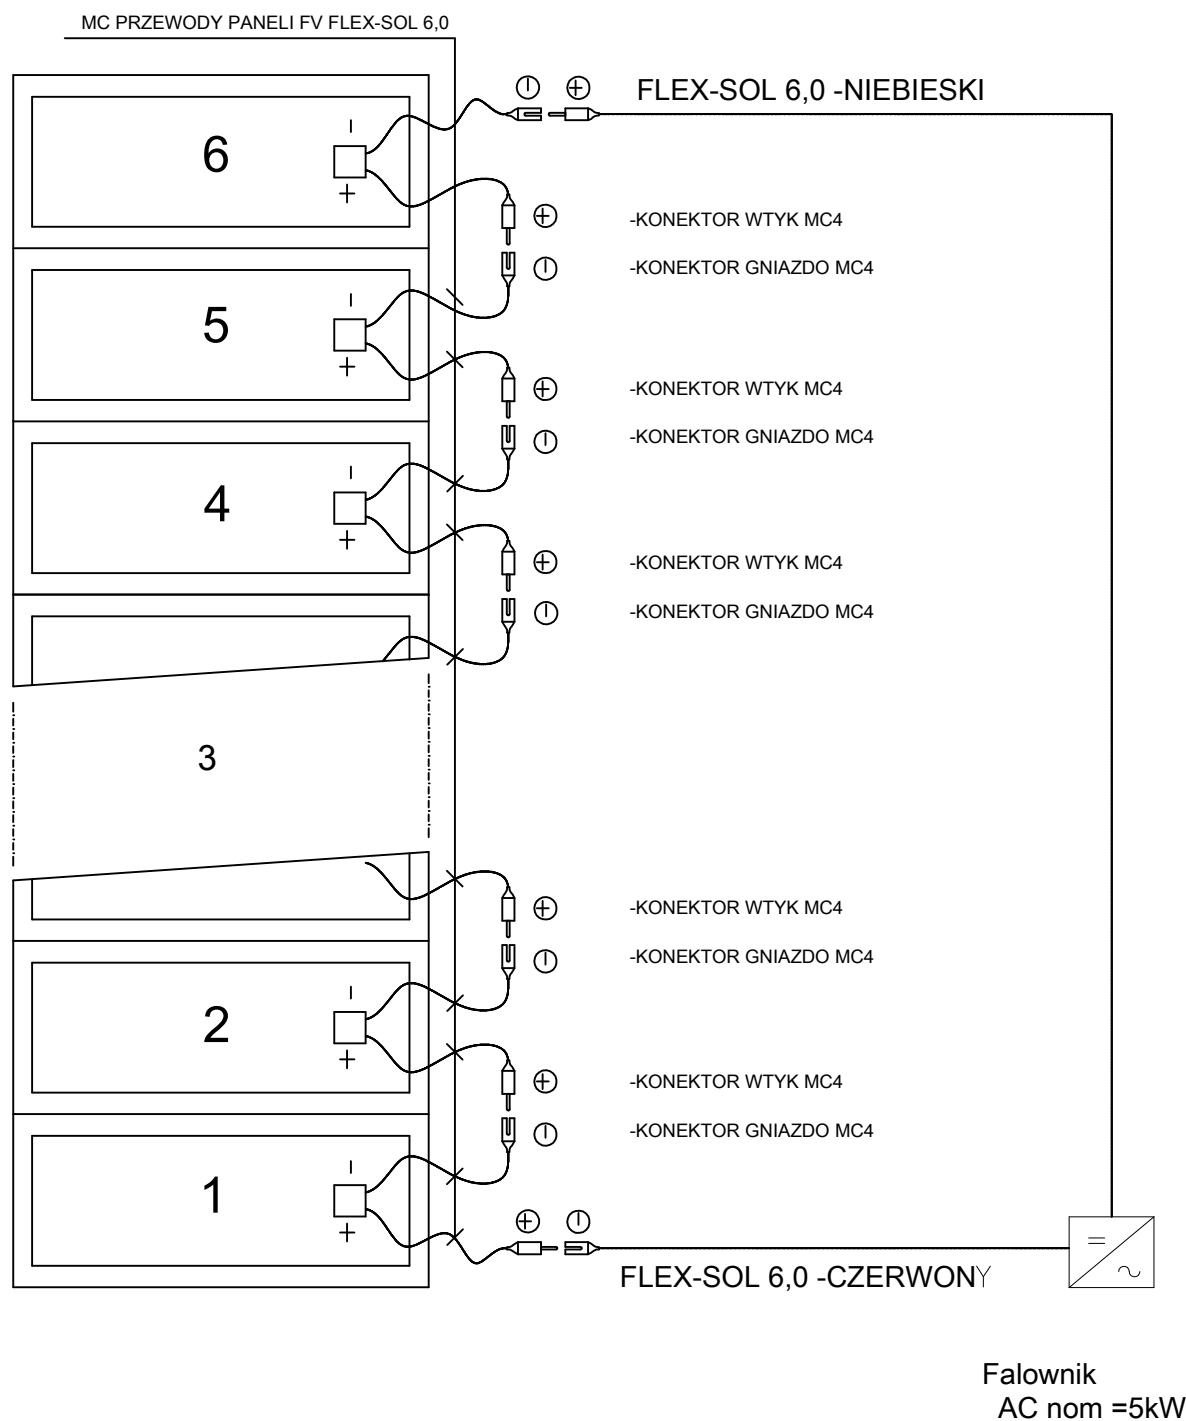 MC PRZEWODY PANELI FV FLEX-SOL 6,0
FLEX-SOL 6,0 -NIEBIESKI
6
-KONEKTOR WTYK MC4
-KONEKTOR GNIAZDO MC4
5
-KONEKTOR WTYK MC4
-KONEKTOR GNIAZDO MC4
4
-KONEKTOR WTYK MC4
-KONEKTOR GNIAZDO MC4
3
-KONEKTOR WTYK MC4
-KONEKTOR GNIAZDO MC4
2
-KONEKTOR WTYK MC4
-KONEKTOR GNIAZDO MC4
1
FLEX-SOL 6,0 -CZERWONY
Falownik
AC nom =5kW